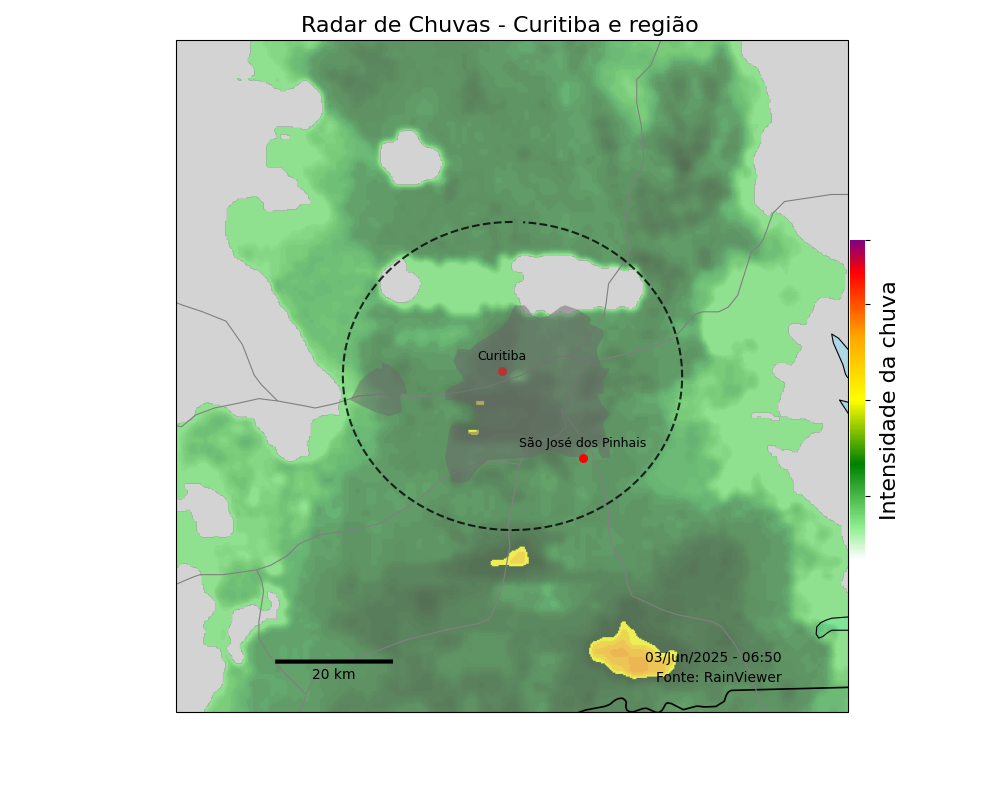 Radar de Chuvas - Curitiba e região
Curitiba
São José dos Pinhais
Intensidade da chuva
03/Jun/2025 - 06:50
20 km
Fonte: RainViewer